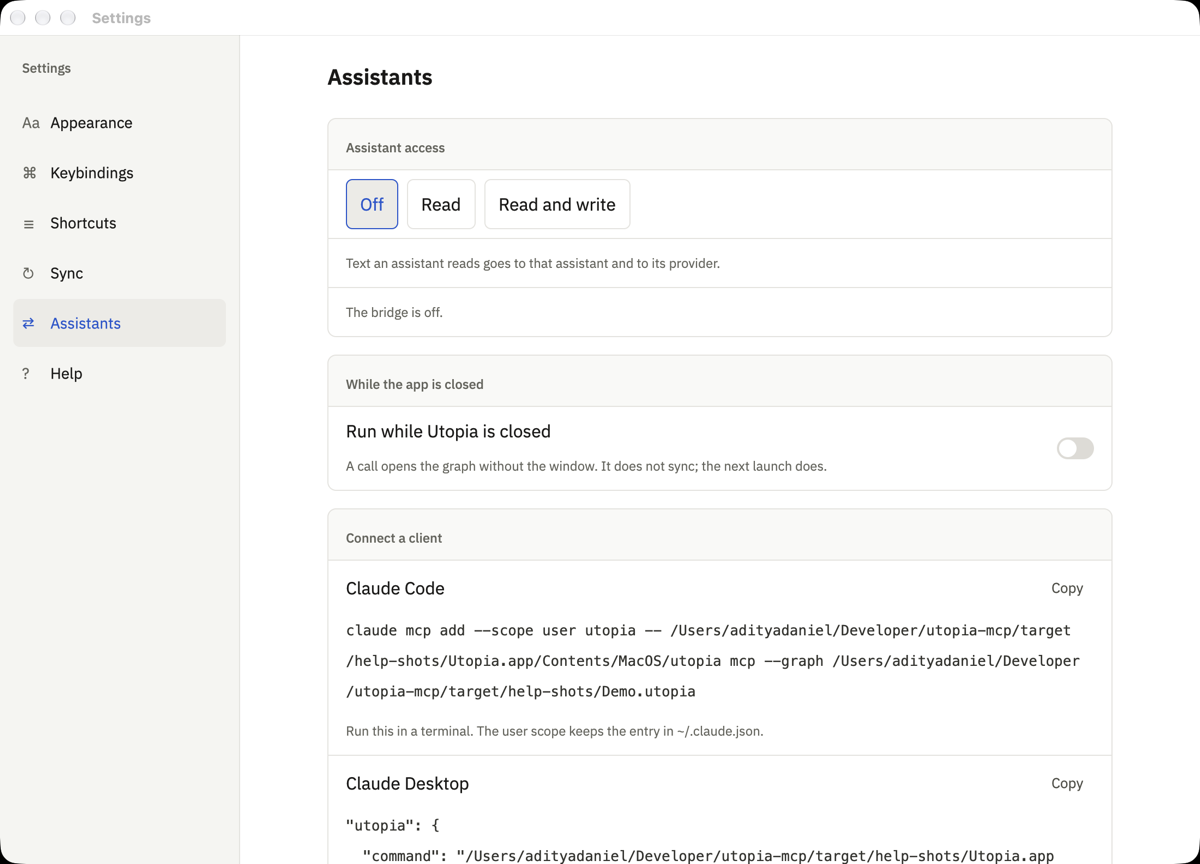 Settings
Settings
Aa Appearance
⌘ Keybindings
≡ Shortcuts
↻ Sync
⇄ Assistants
? Help
Assistants
Assistant access
Off Read Read and write
Text an assistant reads goes to that assistant and to its provider.
The bridge is off.
While the app is closed
Run while Utopia is closed
A call opens the graph without the window. It does not sync; the next launch does.
Connect a client
Claude Code Copy
claude mcp add --scope user utopia -- /Users/adityadaniel/Developer/utopia-mcp/target
/help-shots/Utopia.app/Contents/MacOS/utopia mcp --graph /Users/adityadaniel/Developer
/utopia-mcp/target/help-shots/Demo.utopia
Run this in a terminal. The user scope keeps the entry in ~/.claude.json.
Claude Desktop Copy
"utopia": {
"command": "/Users/adityadaniel/Developer/utopia-mcp/target/help-shots/Utopia.app